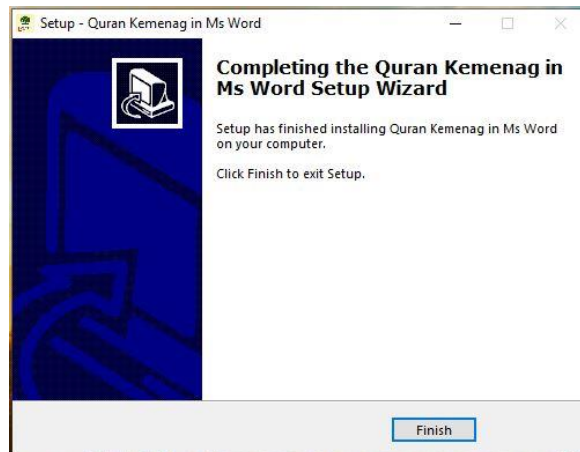 Setup - Quran Kemenag in Ms Word
Completing the Quran Kemenag in
Ms Word Setup Wizard
Setup has finished installing Quran Kemenag in Ms Word
on your computer.
Click Finish to exit Setup.
Finish